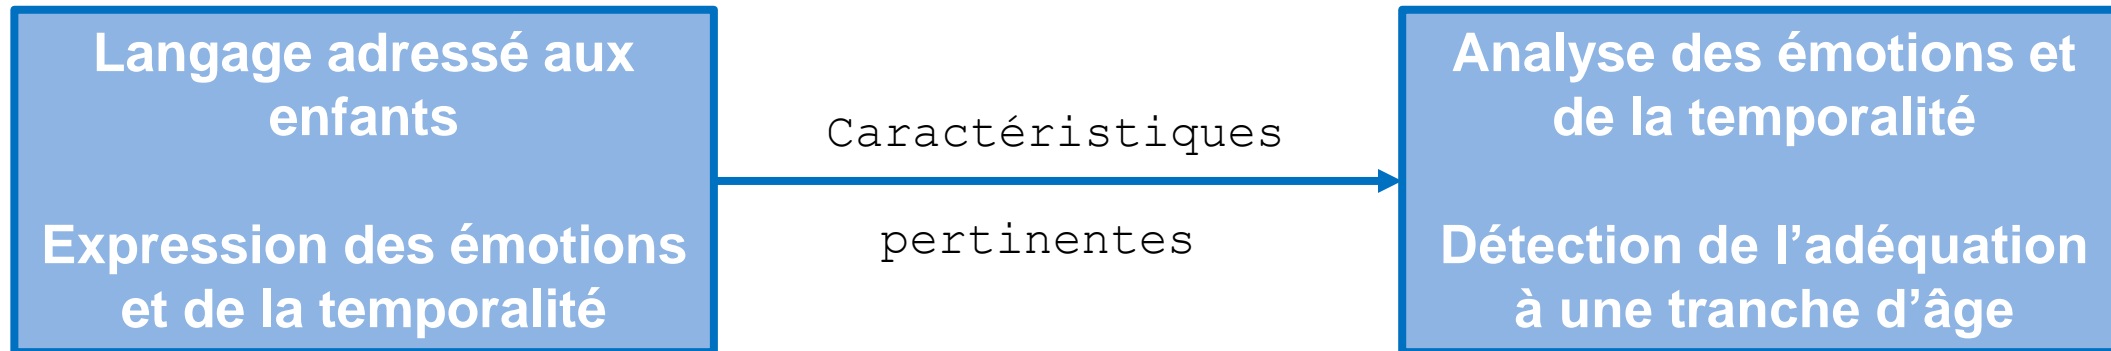 Langage adressé aux
enfants
Expression des émotions
et de la temporalité
Caractéristiques
pertinentes
Analyse des émotions et
de la temporalité
Détection de l’adéquation
à une tranche d’âge